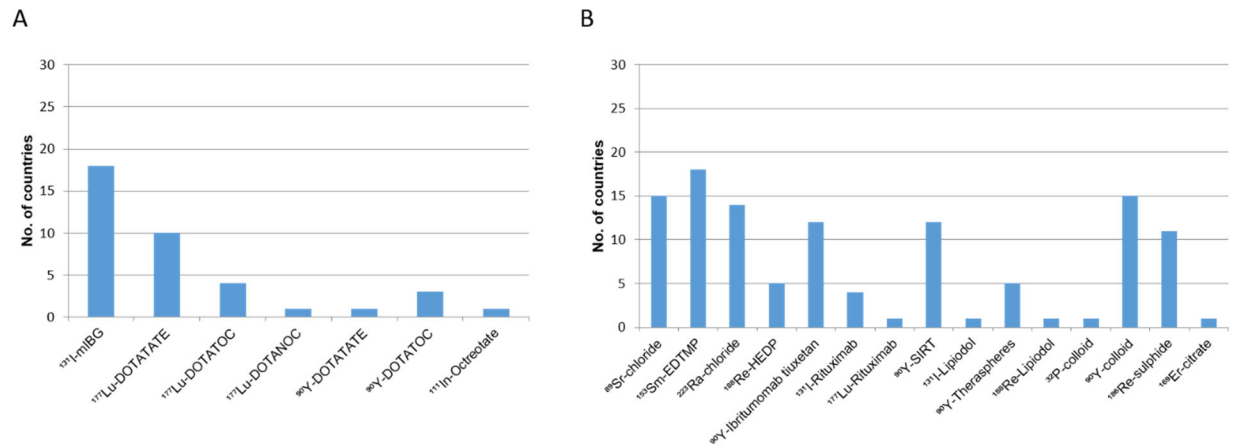 A
No. of countries
30
25
20
15
10
5
0
¹³¹I-mIBG
¹⁷⁷Lu-DOTATATE
¹⁷⁷Lu-DOTATOC
¹⁷⁷Lu-DOTANOC
⁹⁰Y-DOTATATE
⁹⁰Y-DOTATOC
¹¹¹In-Octreotate
B
No. of countries
30
25
20
15
10
5
0
⁸⁹Sr-chloride
¹⁵³Sm-EDTMP
²²³Ra-chloride
¹⁸⁸Re-HEDP
⁹⁰Y-Ibritumomab tiuxetan
¹³¹I-Rituximab
¹⁷⁷Lu-Rituximab
⁹⁰Y-SIRT
¹³¹I-Lipiodol
⁹⁰Y-Theraspheres
¹⁸⁸Re-Lipiodol
³²P-colloid
⁹⁰Y-colloid
¹⁸⁶Re-sulphide
¹⁶⁹Er-citrate